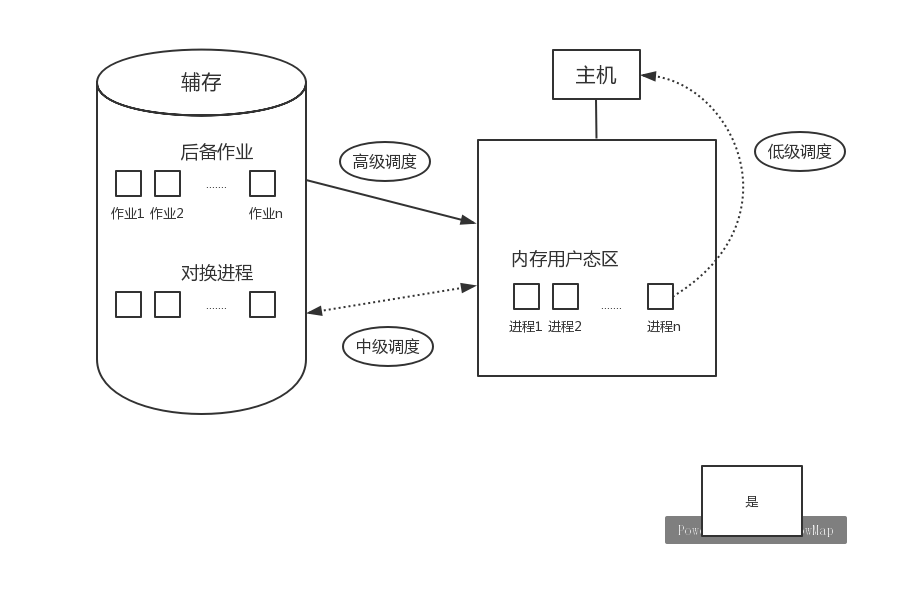 辅存
主机
后备作业
高级调度
低级调度
.......
作业1 作业2 作业n
内存用户态区
对换进程
.......
.......
进程1 进程2 进程n
中级调度
是